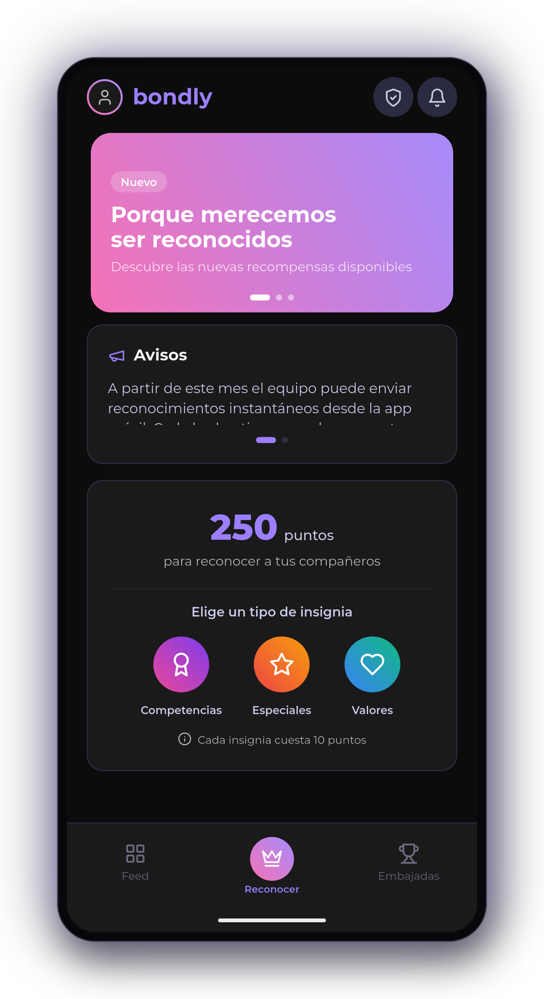 bondly
Nuevo
Porque merecemos
ser reconocidos
Descubre las nuevas recompensas disponibles
Avisos
A partir de este mes el equipo puede enviar
reconocimientos instantáneos desde la app
250 puntos
para reconocer a tus compañeros
Elige un tipo de insignia
Competencias
Especiales
Valores
Cada insignia cuesta 10 puntos
Feed
Reconocer
Embajadas